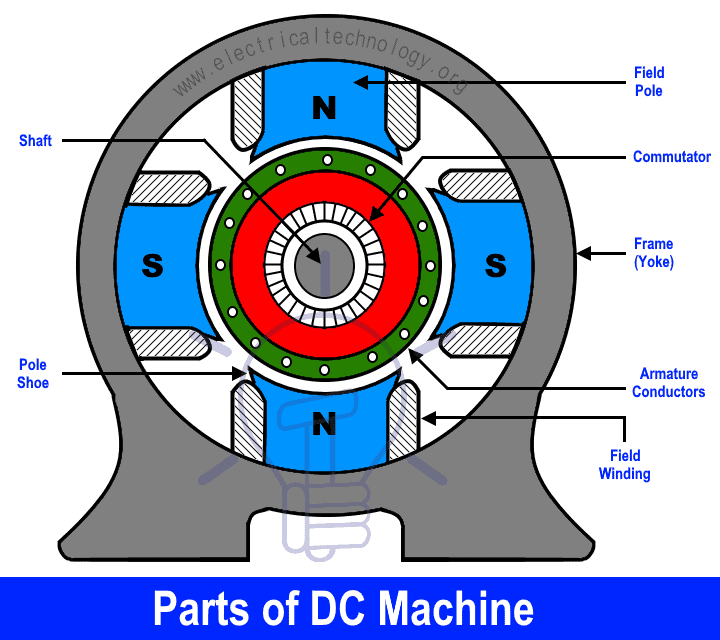 www.electricaltechnology.org
Field
Pole
N
Shaft
Commutator
S
S
Frame
(Yoke)
Pole
Shoe
Armature
Conductors
N
Field
Winding
Parts of DC Machine